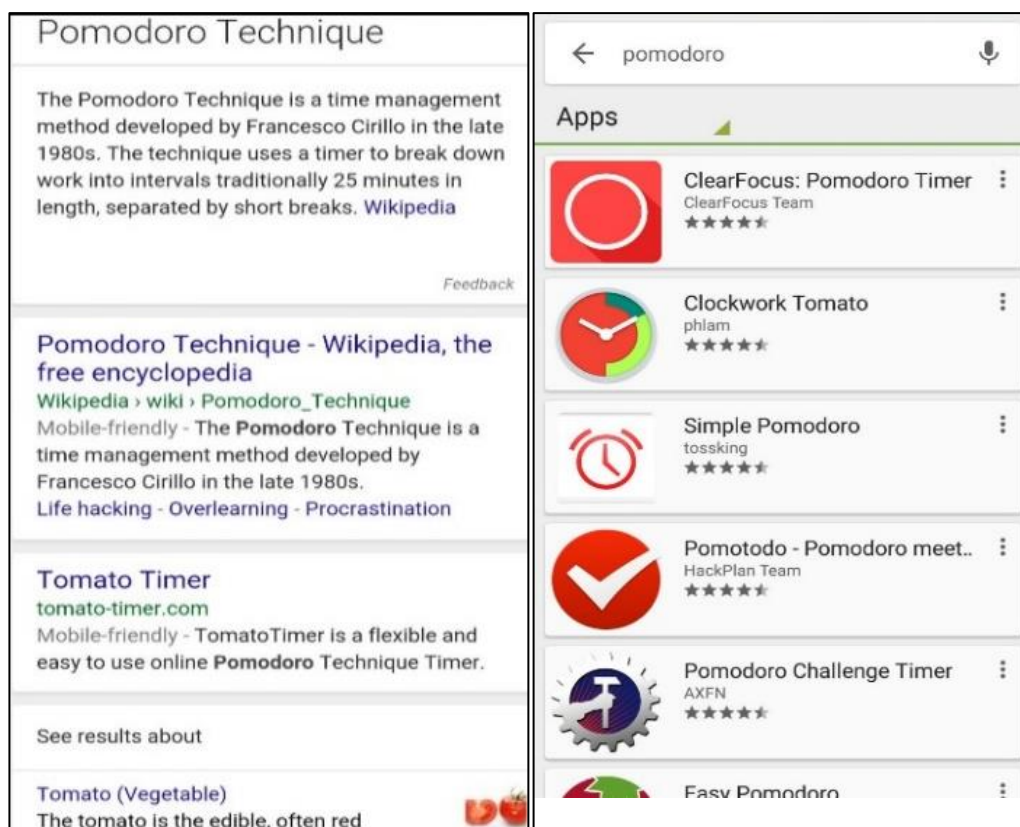 Pomodoro Technique
The Pomodoro Technique is a time management
method developed by Francesco Cirillo in the late
1980s. The technique uses a timer to break down
work into intervals traditionally 25 minutes in
length, separated by short breaks. Wikipedia
Feedback
Pomodoro Technique - Wikipedia, the
free encyclopedia
Wikipedia › wiki › Pomodoro_Technique
Mobile-friendly - The Pomodoro Technique is a
time management method developed by
Francesco Cirillo in the late 1980s.
Life hacking - Overlearning - Procrastination
Tomato Timer
tomato-timer.com
Mobile-friendly - TomatoTimer is a flexible and
easy to use online Pomodoro Technique Timer.
See results about
Tomato (Vegetable)
The tomato is the edible, often red
pomodoro
Apps
ClearFocus: Pomodoro Timer
ClearFocus Team
Clockwork Tomato
phlam
Simple Pomodoro
tossking
Pomotodo - Pomodoro meet..
HackPlan Team
Pomodoro Challenge Timer
AXFN
Easy Pomodoro